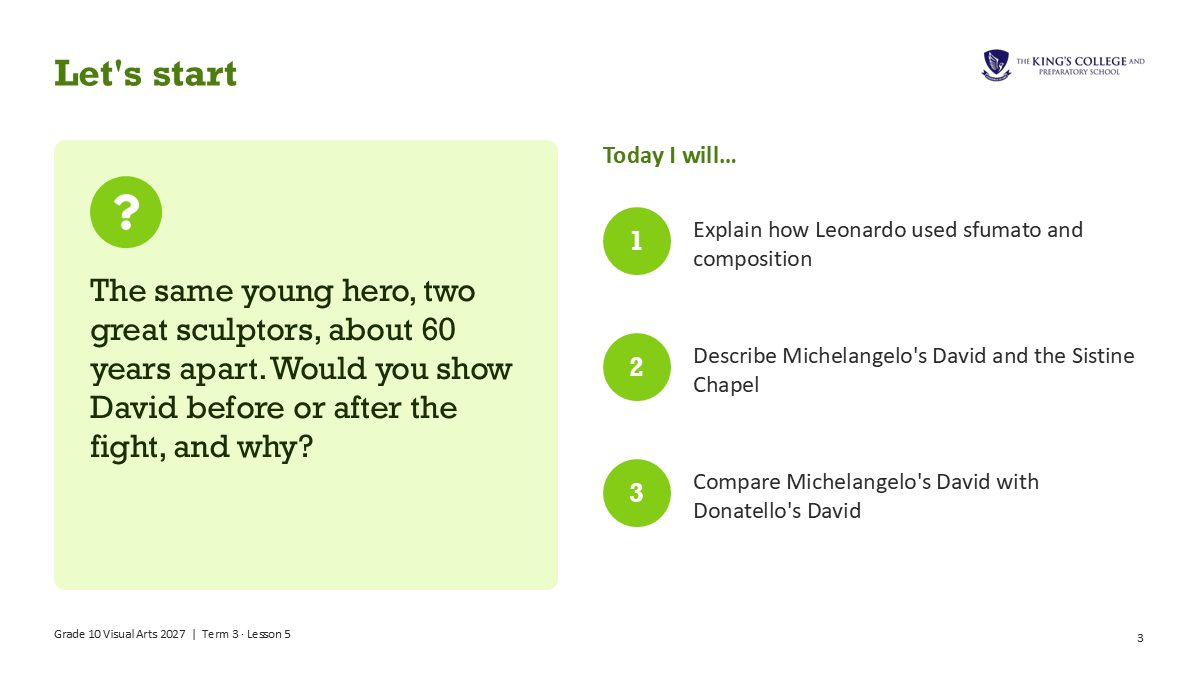 Let's start
THE KING'S COLLEGE AND
PREPARATORY SCHOOL
?
The same young hero, two
great sculptors, about 60
years apart. Would you show
David before or after the
fight, and why?
Today I will...
1
Explain how Leonardo used sfumato and
composition
2
Describe Michelangelo's David and the Sistine
Chapel
3
Compare Michelangelo's David with
Donatello's David
Grade 10 Visual Arts 2027 | Term 3 · Lesson 5
3